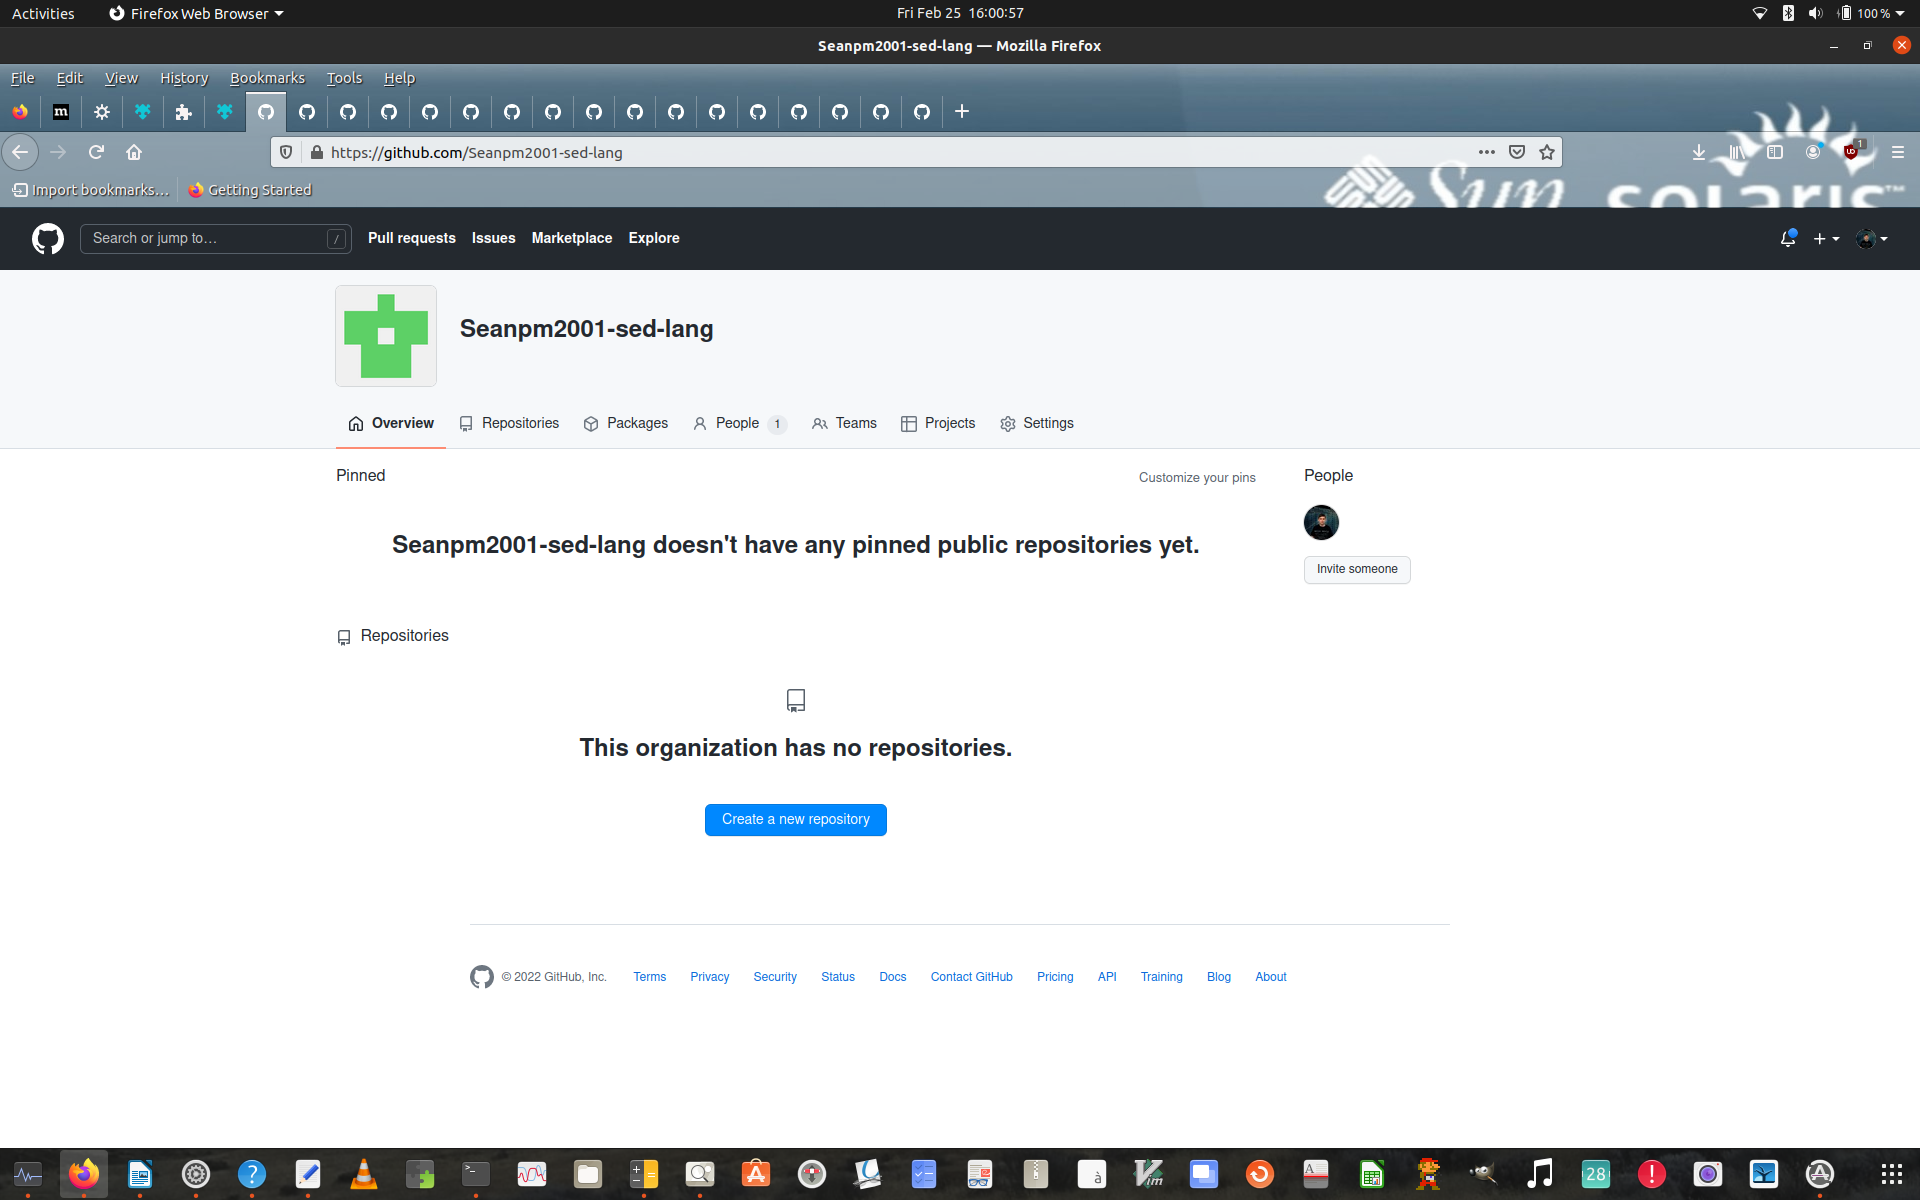 Activities Firefox Web Browser Fri Feb 25 16:00:57 100 %
Seanpm2001-sed-lang — Mozilla Firefox
File Edit View History Bookmarks Tools Help
m
https://github.com/Seanpm2001-sed-lang 1
Import bookmarks… Getting Started
Sun solaris™
Search or jump to… / Pull requests Issues Marketplace Explore
Seanpm2001-sed-lang
Overview Repositories Packages People 1 Teams Projects Settings
Pinned Customize your pins People
Seanpm2001-sed-lang doesn't have any pinned public repositories yet.
Invite someone
Repositories
This organization has no repositories.
Create a new repository
© 2022 GitHub, Inc. Terms Privacy Security Status Docs Contact GitHub Pricing API Training Blog About
? >_ à Vim A 28 !